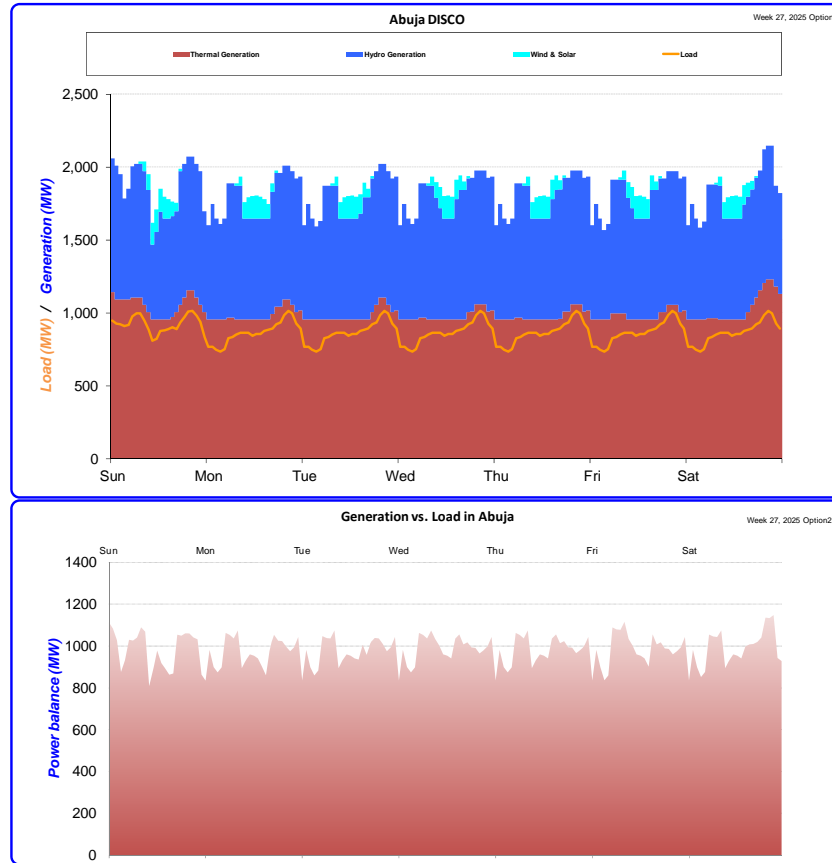 Abuja DISCO
Week 27, 2025 Option
Thermal Generation Hydro Generation Wind & Solar Load
Load (MW) / Generation (MW)
2,500
2,000
1,500
1,000
500
0
Sun Mon Tue Wed Thu Fri Sat
Generation vs. Load in Abuja
Week 27, 2025 Option2
Sun Mon Tue Wed Thu Fri Sat
Power balance (MW)
1400
1200
1000
800
600
400
200
0